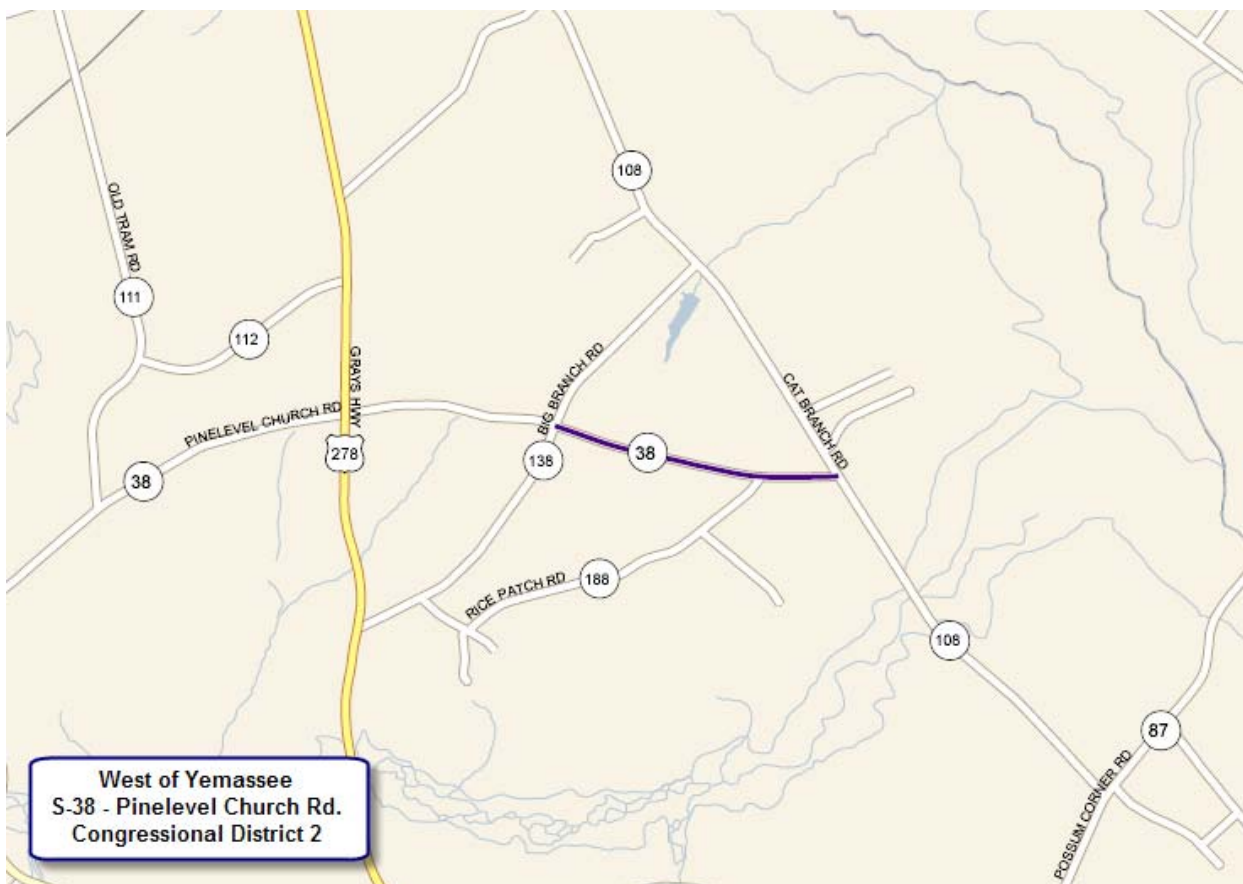 108
OLD TRAM RD
111
112
GRAYS HWY
BIG BRANCH RD
CAT BRANCH RD
PINELEVEL CHURCH RD
278
138
38
38
RICE PATCH RD
188
108
87
POSSUM CORNER RD
West of Yemassee
S-38 - Pinelevel Church Rd.
Congressional District 2